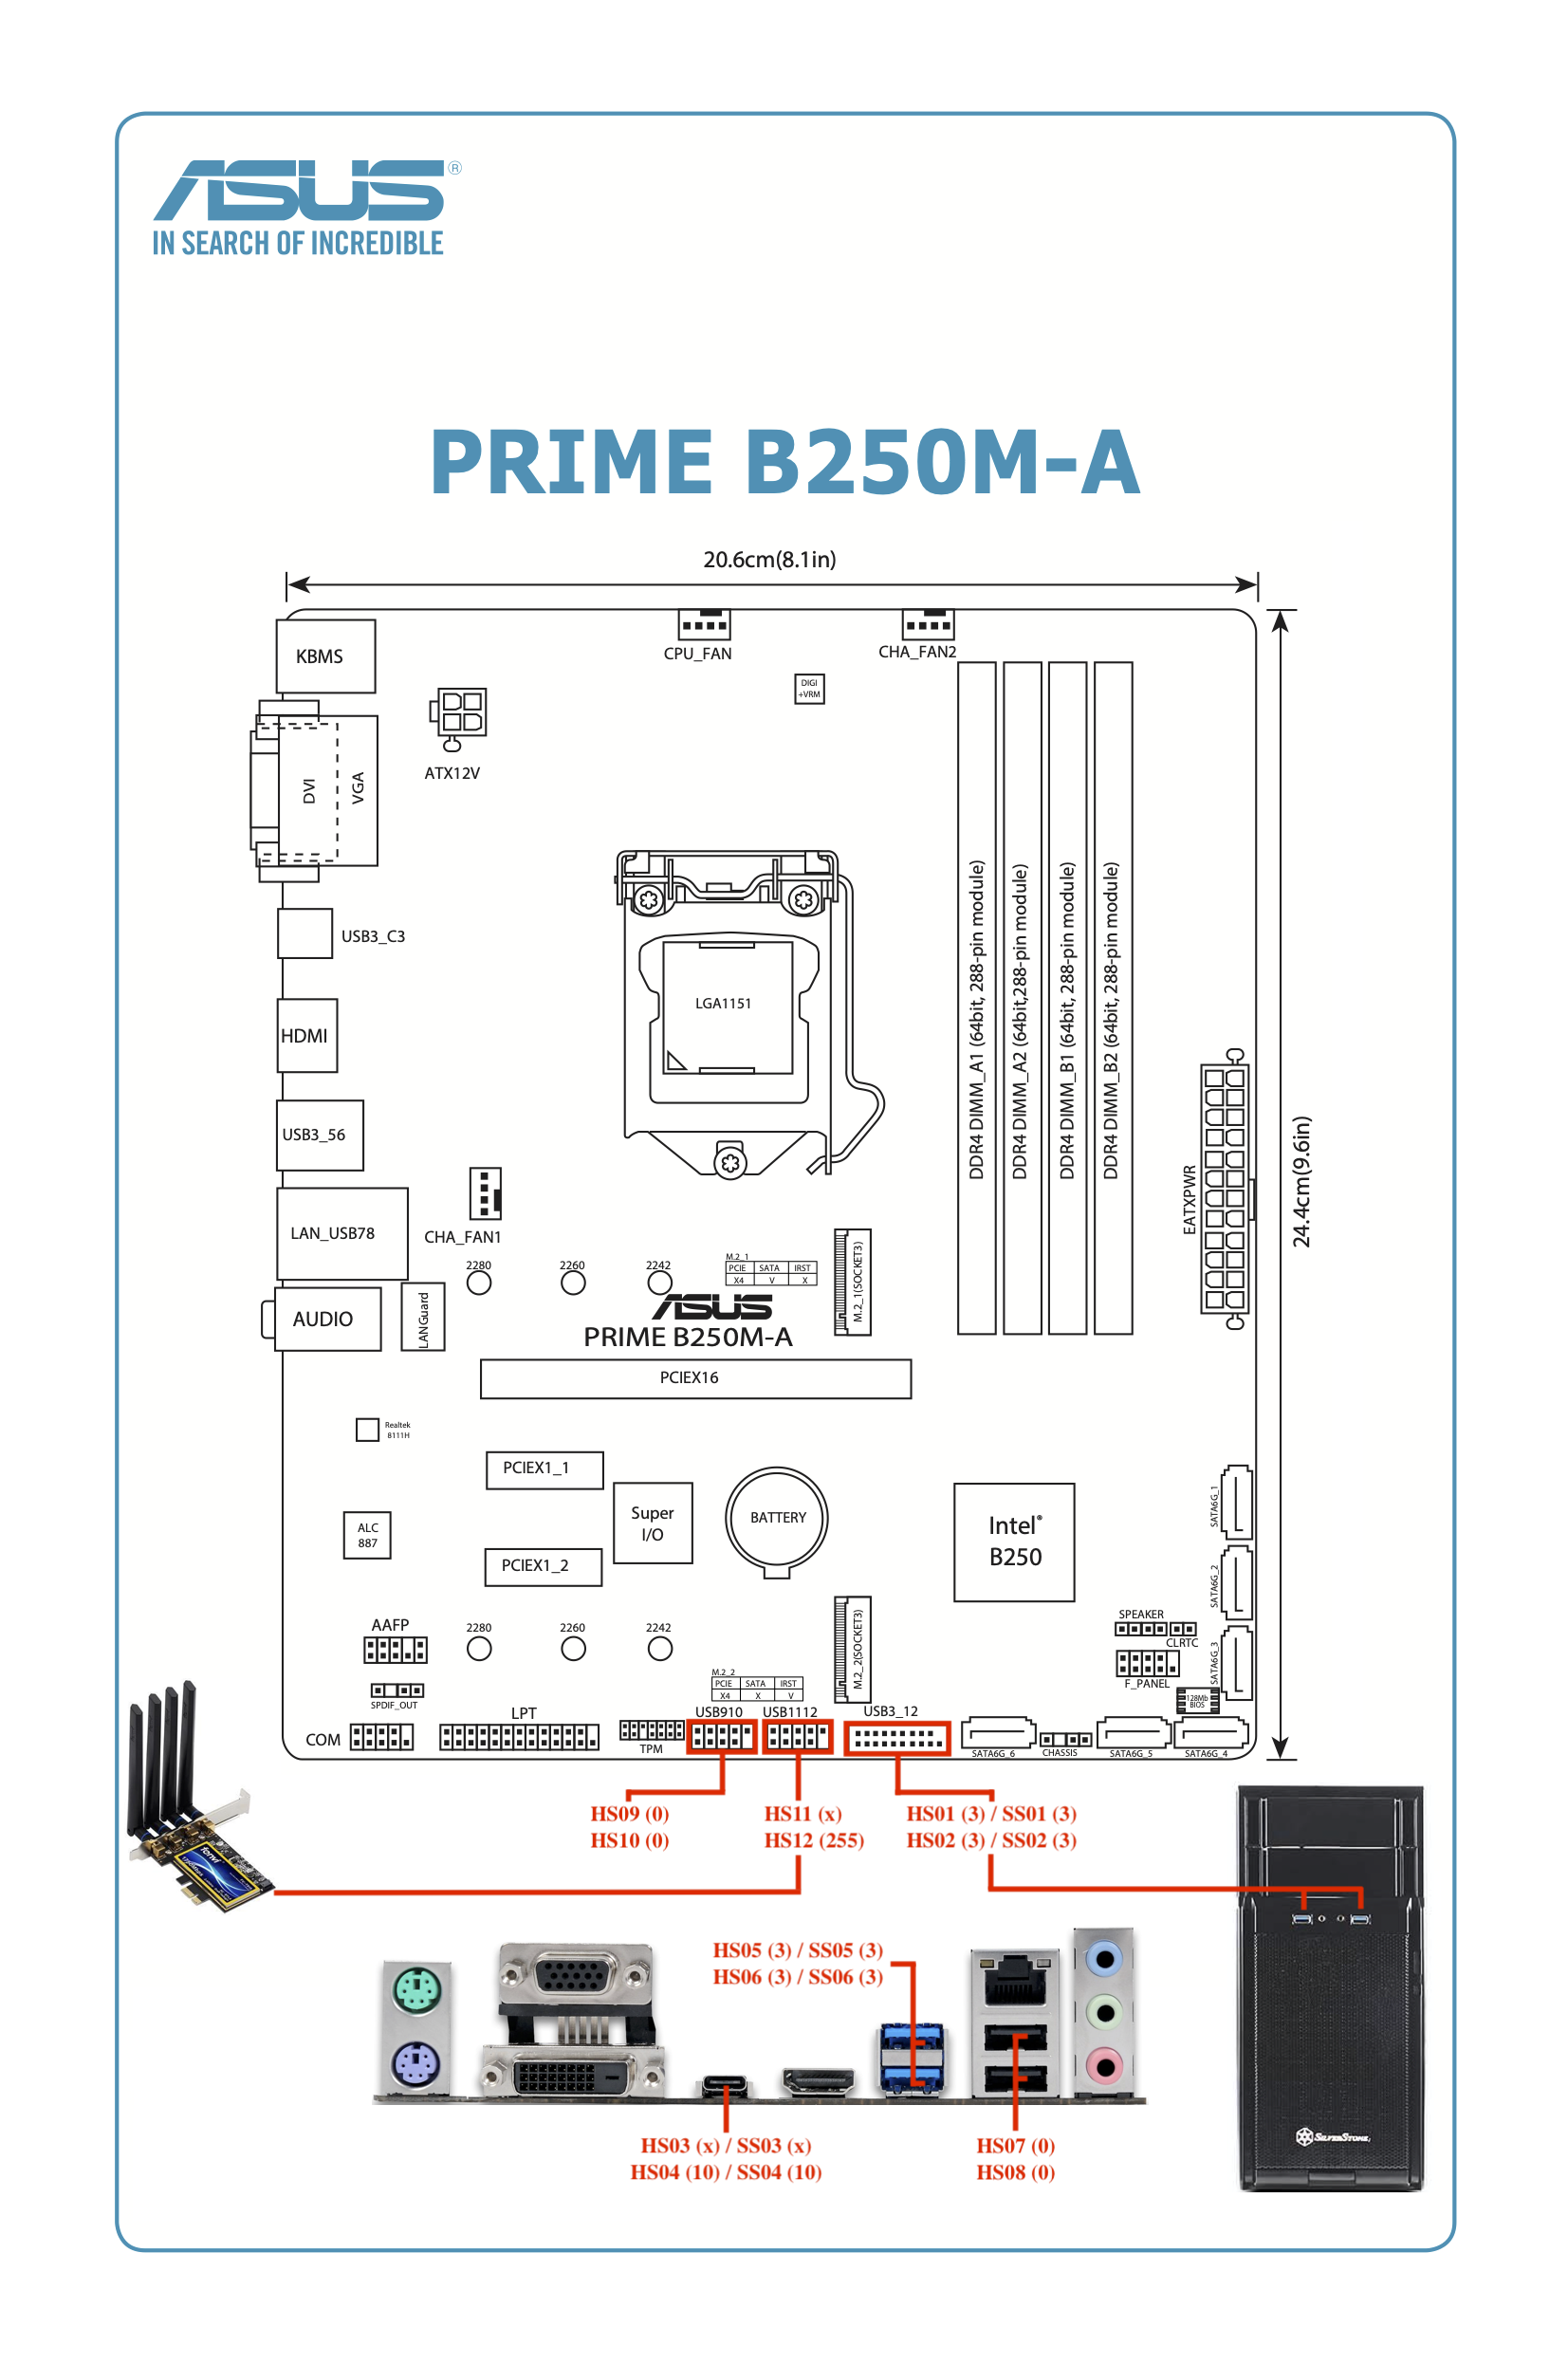 ASUS®
IN SEARCH OF INCREDIBLE
PRIME B250M-A
20.6cm(8.1in)
KBMS
CPU_FAN
CHA_FAN2
DIGI
+VRM
ATX12V
DVI
VGA
USB3_C3
HDMI
USB3_56
LAN_USB78
AUDIO
LANGuard
CHA_FAN1
LGA1151
DDR4 DIMM_A1 (64bit, 288-pin module)
DDR4 DIMM_A2 (64bit,288-pin module)
DDR4 DIMM_B1 (64bit, 288-pin module)
DDR4 DIMM_B2 (64bit, 288-pin module)
EATXPWR
24.4cm(9.6in)
2280
2260
2242
M.2_1
PCIE SATA IRST
X4 V X
M.2_1(SOCKET3)
ASUS
PRIME B250M-A
PCIEX16
Realtek
8111H
PCIEX1_1
Super
I/O
BATTERY
Intel®
B250
SATA6G_1
ALC
887
PCIEX1_2
SATA6G_2
AAFP
2280
2260
2242
M.2_2(SOCKET3)
SPEAKER
CLRTC
SATA6G_3
F_PANEL
M.2_2
PCIE SATA IRST
X4 X V
128Mb
BIOS
SPDIF_OUT
COM
LPT
TPM
USB910
USB1112
USB3_12
SATA6G_6
CHASSIS
SATA6G_5
SATA6G_4
HS09 (0)
HS10 (0)
HS11 (x)
HS12 (255)
HS01 (3) / SS01 (3)
HS02 (3) / SS02 (3)
fenvi
HS05 (3) / SS05 (3)
HS06 (3) / SS06 (3)
HS03 (x) / SS03 (x)
HS04 (10) / SS04 (10)
HS07 (0)
HS08 (0)
SILVERSTONE